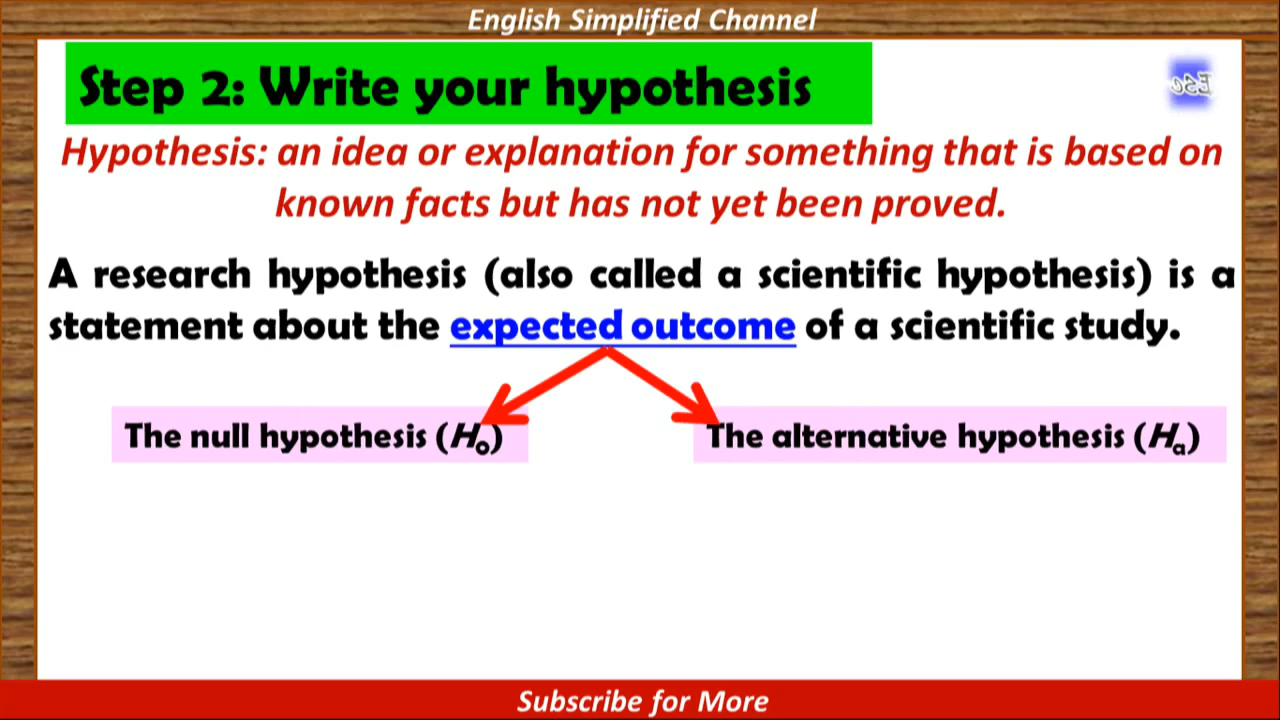 English Simplified Channel
Step 2: Write your hypothesis
ESC
Hypothesis: an idea or explanation for something that is based on
known facts but has not yet been proved.
A research hypothesis (also called a scientific hypothesis) is a
statement about the expected outcome of a scientific study.
The null hypothesis (Ho)
The alternative hypothesis (Ha)
Subscribe for More